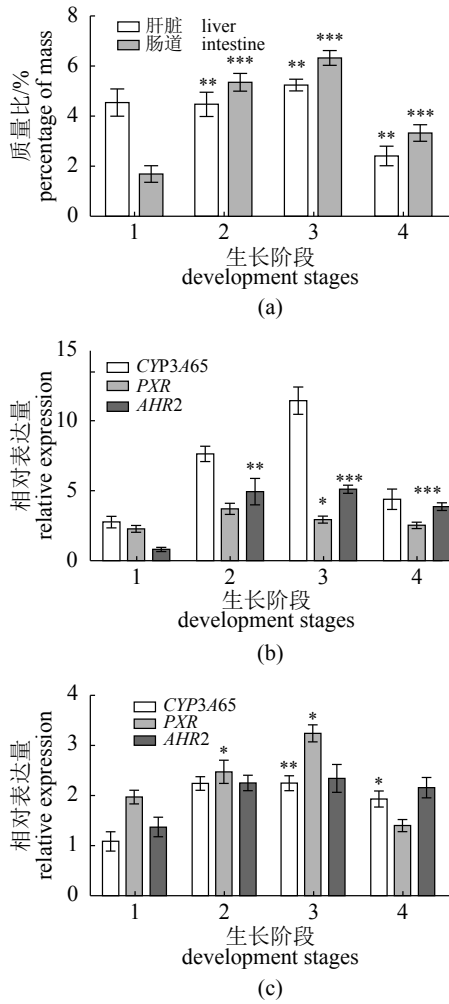 肝脏 liver
肠道 intestine
质量比/%
percentage of mass
8
6
4
2
0
** *** ** *** ** ***
1 2 3 4
生长阶段
development stages
(a)
CYP3A65
PXR
AHR2
相对表达量
relative expression
15
10
5
0
** * *** ***
1 2 3 4
生长阶段
development stages
(b)
CYP3A65
PXR
AHR2
相对表达量
relative expression
4
3
2
1
0
* ** * *
1 2 3 4
生长阶段
development stages
(c)